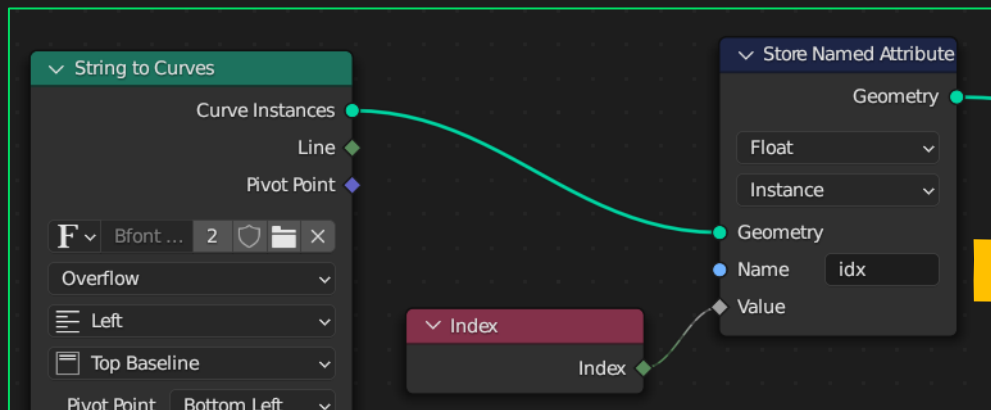 String to Curves
Curve Instances
Line
Pivot Point
F
Bfont ...
2
Overflow
Left
Top Baseline
Pivot Point
Bottom Left
Index
Index
Store Named Attribute
Geometry
Float
Instance
Geometry
Name
idx
Value